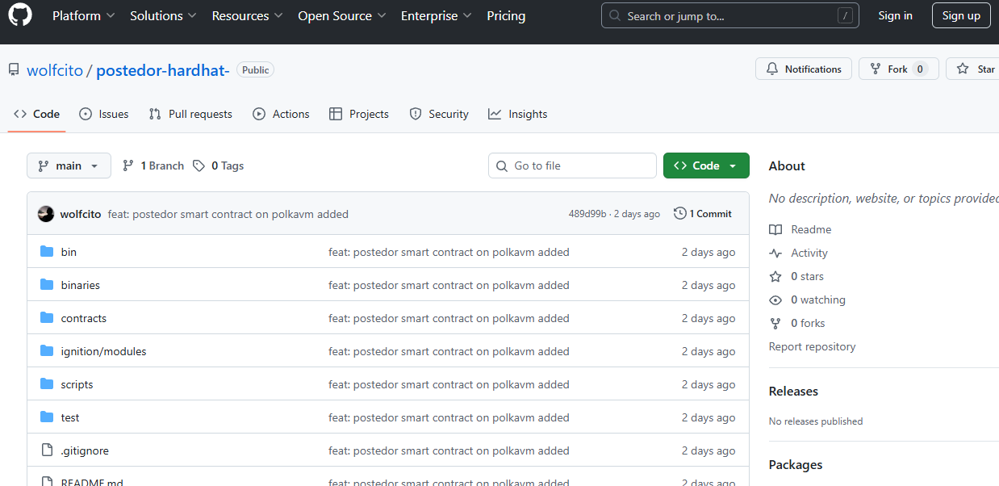 Platform Solutions Resources Open Source Enterprise Pricing Search or jump to... / Sign in Sign up
wolfcito / postedor-hardhat- Public Notifications Fork 0 Star
Code Issues Pull requests Actions Projects Security Insights
main 1 Branch 0 Tags Go to file Code
wolfcito feat: postedor smart contract on polkavm added 489d99b · 2 days ago 1 Commit
bin feat: postedor smart contract on polkavm added 2 days ago
binaries feat: postedor smart contract on polkavm added 2 days ago
contracts feat: postedor smart contract on polkavm added 2 days ago
ignition/modules feat: postedor smart contract on polkavm added 2 days ago
scripts feat: postedor smart contract on polkavm added 2 days ago
test feat: postedor smart contract on polkavm added 2 days ago
.gitignore feat: postedor smart contract on polkavm added 2 days ago
README.md feat: postedor smart contract on polkavm added 2 days ago
About
No description, website, or topics provided
Readme
Activity
0 stars
0 watching
0 forks
Report repository
Releases
No releases published
Packages